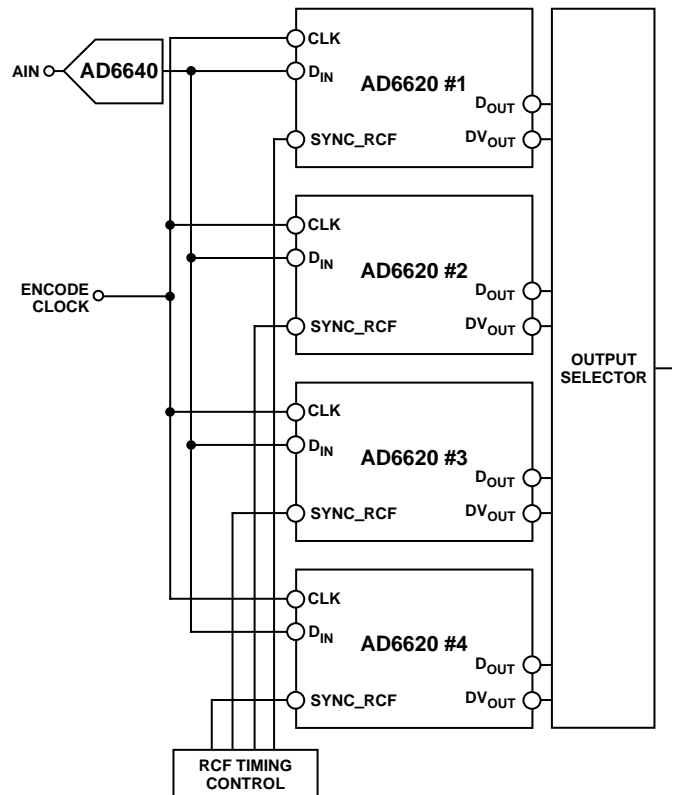 AIN
AD6640
CLK
DIN
AD6620 #1
DOUT
SYNC_RCF
DVOUT
CLK
DIN
AD6620 #2
DOUT
SYNC_RCF
DVOUT
ENCODE
CLOCK
OUTPUT
SELECTOR
CLK
DIN
AD6620 #3
DOUT
SYNC_RCF
DVOUT
CLK
DIN
AD6620 #4
DOUT
SYNC_RCF
DVOUT
RCF TIMING
CONTROL